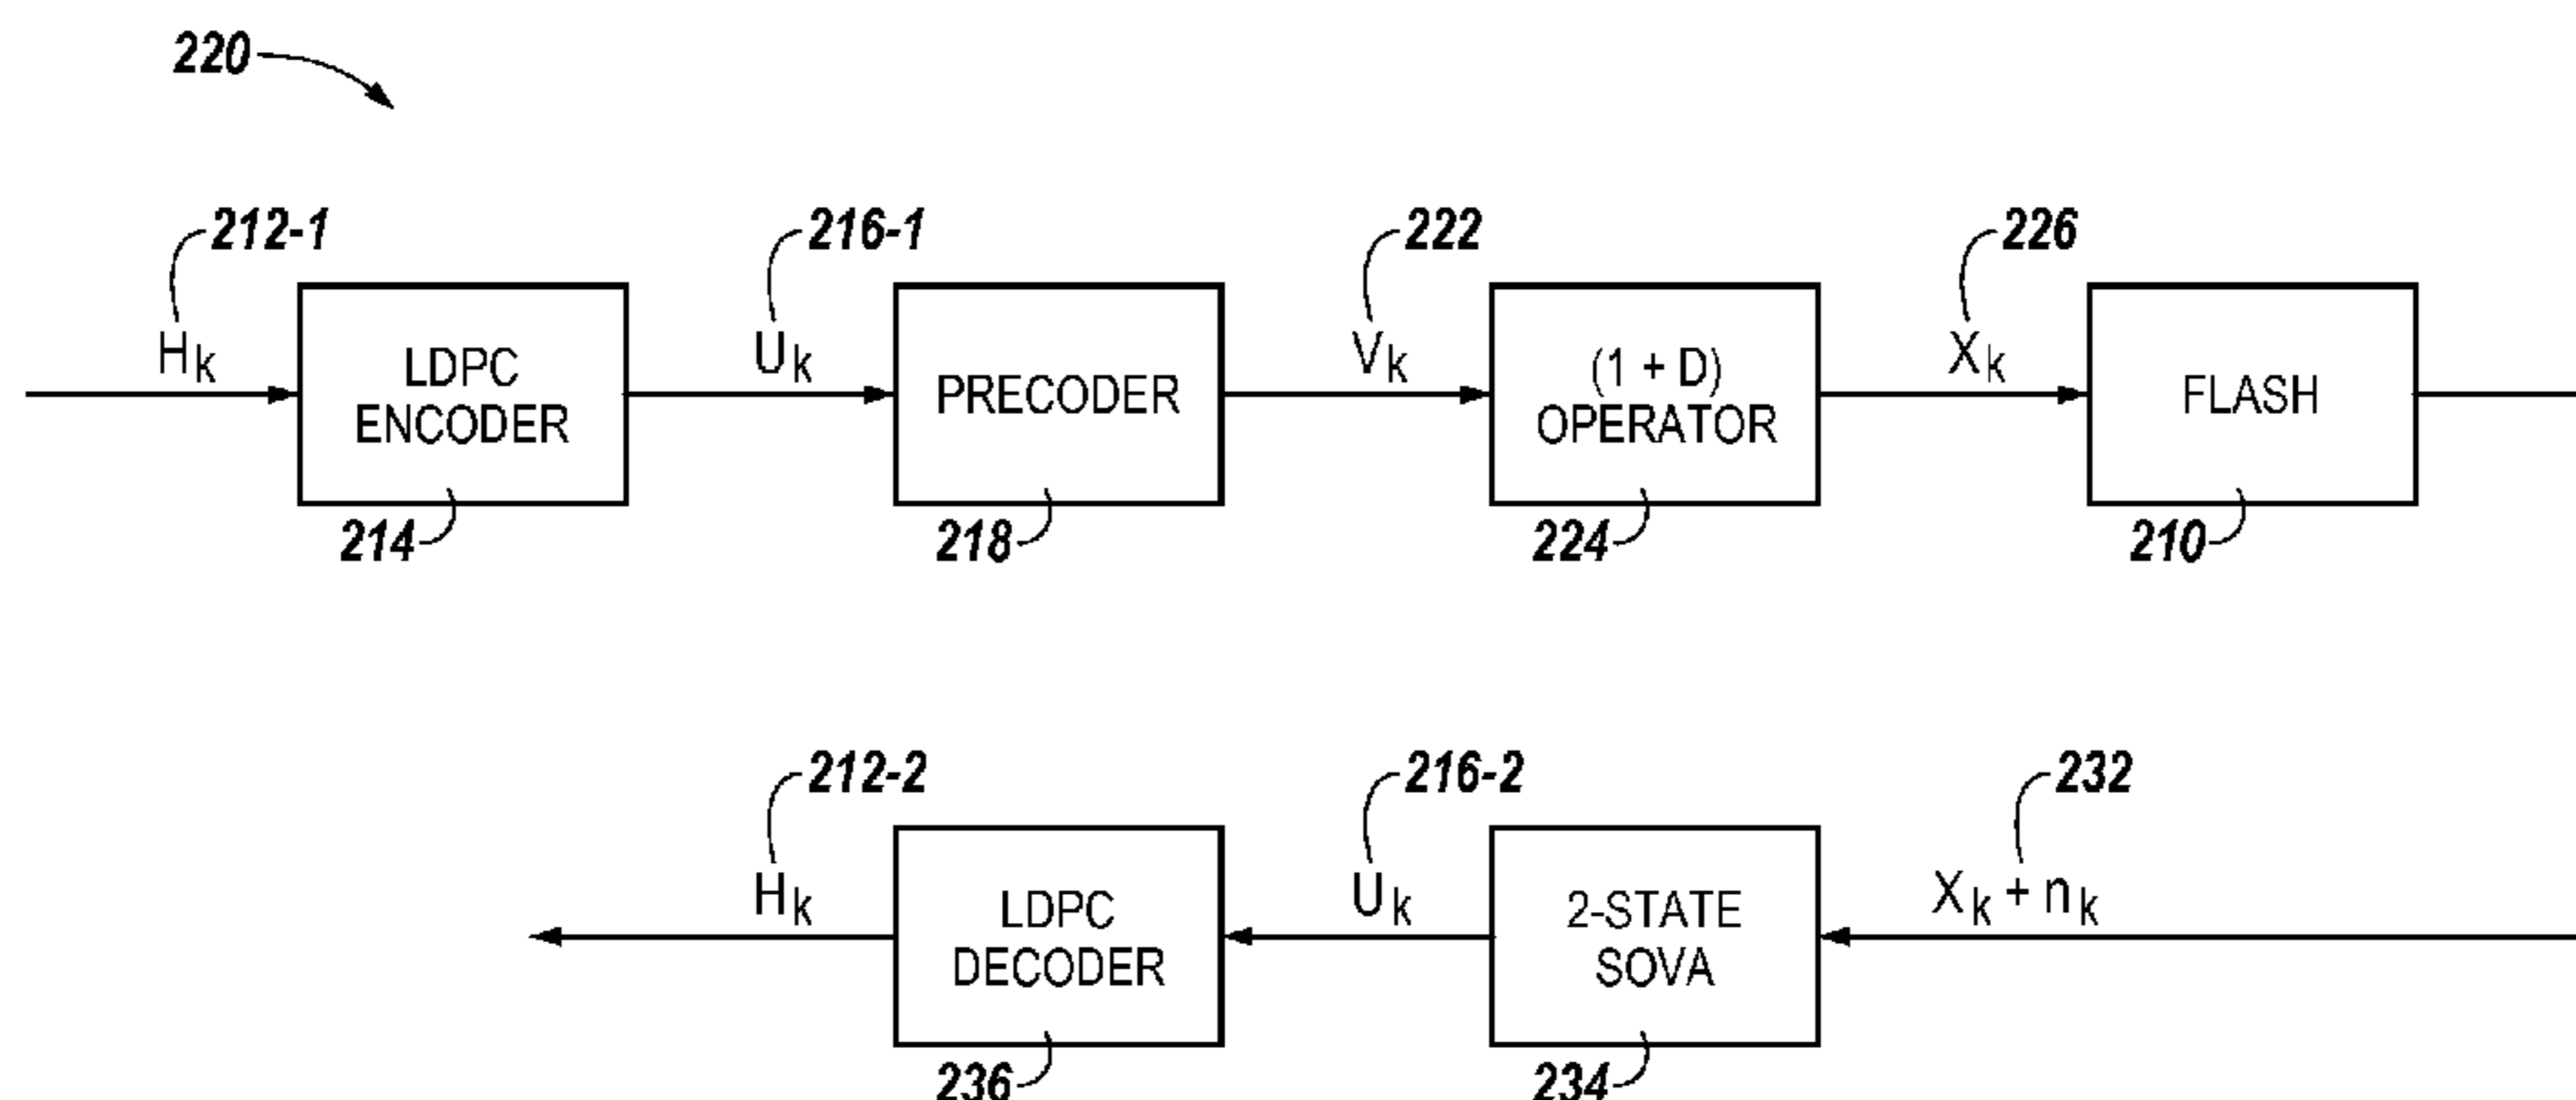 220
212-1
216-1
222
226
Hk
Uk
Vk
Xk
LDPC
ENCODER
PRECODER
(1 + D)
OPERATOR
FLASH
214
218
224
210
212-2
216-2
232
Hk
Uk
Xk + nk
LDPC
DECODER
2-STATE
SOVA
236
234